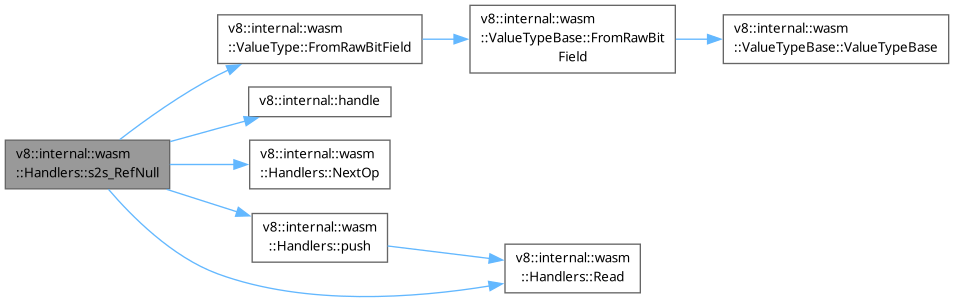 v8::internal::wasm
::Handlers::s2s_RefNull
v8::internal::wasm
::ValueType::FromRawBitField
v8::internal::wasm
::ValueTypeBase::FromRawBit
Field
v8::internal::wasm
::ValueTypeBase::ValueTypeBase
v8::internal::handle
v8::internal::wasm
::Handlers::NextOp
v8::internal::wasm
::Handlers::push
v8::internal::wasm
::Handlers::Read